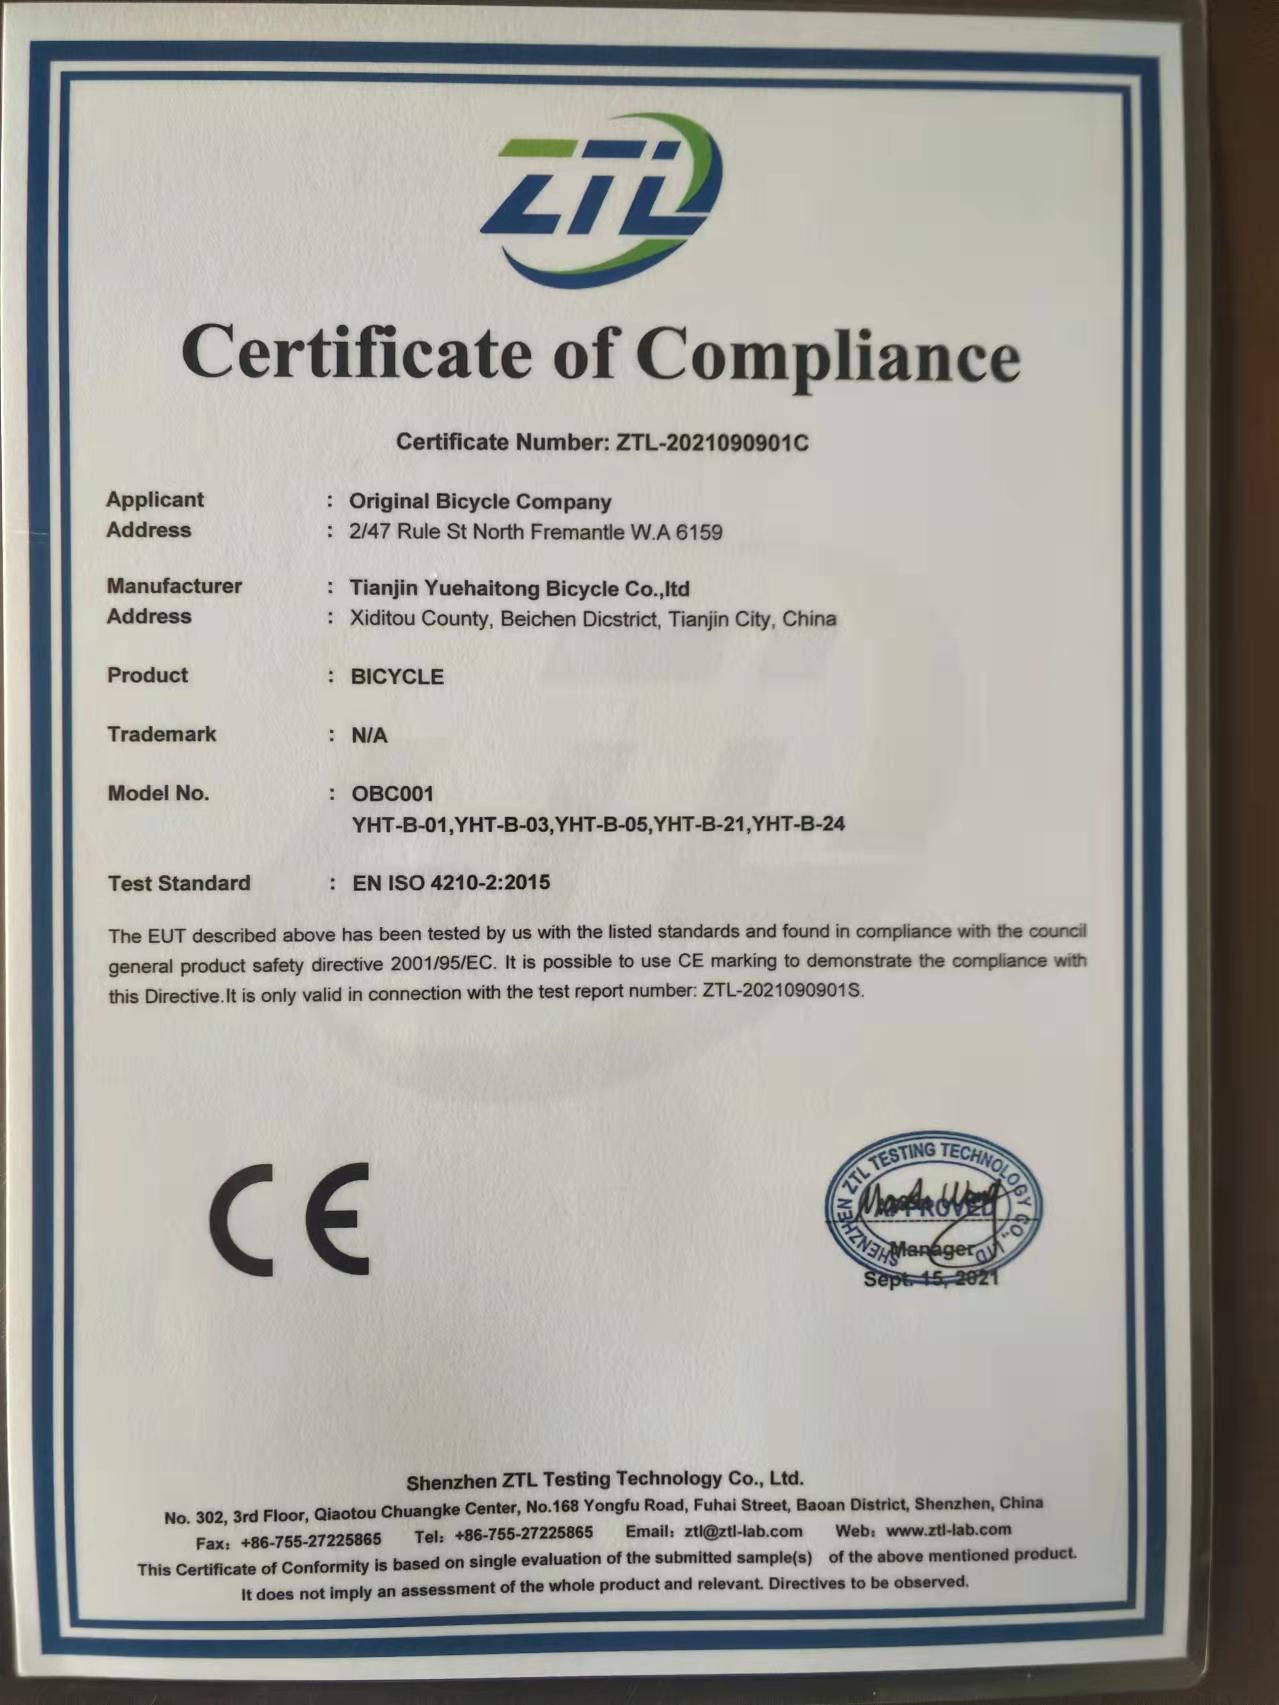 ZTL
Certificate of Compliance
Certificate Number: ZTL-2021090901C
Applicant : Original Bicycle Company
Address : 2/47 Rule St North Fremantle W.A 6159
Manufacturer : Tianjin Yuehaitong Bicycle Co.,ltd
Address : Xiditou County, Beichen Dicstrict, Tianjin City, China
Product : BICYCLE
Trademark : N/A
Model No. : OBC001
YHT-B-01,YHT-B-03,YHT-B-05,YHT-B-21,YHT-B-24
Test Standard : EN ISO 4210-2:2015
The EUT described above has been tested by us with the listed standards and found in compliance with the council
general product safety directive 2001/95/EC. It is possible to use CE marking to demonstrate the compliance with
this Directive.It is only valid in connection with the test report number: ZTL-2021090901S.
CE
SHENZHEN ZTL TESTING TECHNOLOGY CO., LTD
APPROVED
Manager
Sept. 15, 2021
Shenzhen ZTL Testing Technology Co., Ltd.
No. 302, 3rd Floor, Qiaotou Chuangke Center, No.168 Yongfu Road, Fuhai Street, Baoan District, Shenzhen, China
Fax: +86-755-27225865 Tel: +86-755-27225865 Email: ztl@ztl-lab.com Web: www.ztl-lab.com
This Certificate of Conformity is based on single evaluation of the submitted sample(s) of the above mentioned product.
It does not imply an assessment of the whole product and relevant. Directives to be observed.